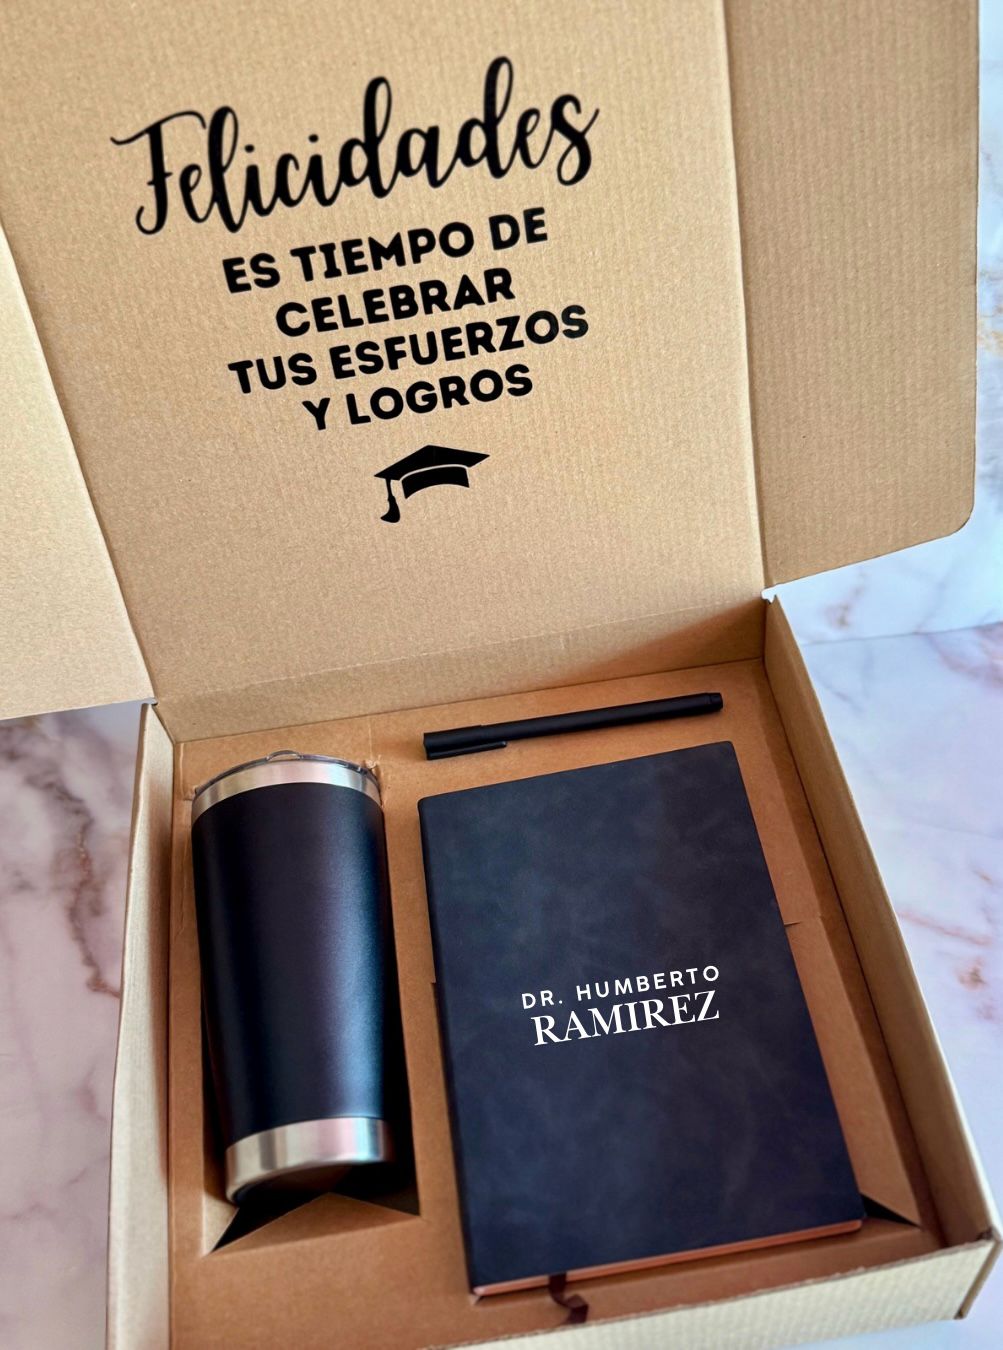 Felicidades
ES TIEMPO DE
CELEBRAR
TUS ESFUERZOS
Y LOGROS
DR. HUMBERTO
RAMIREZ